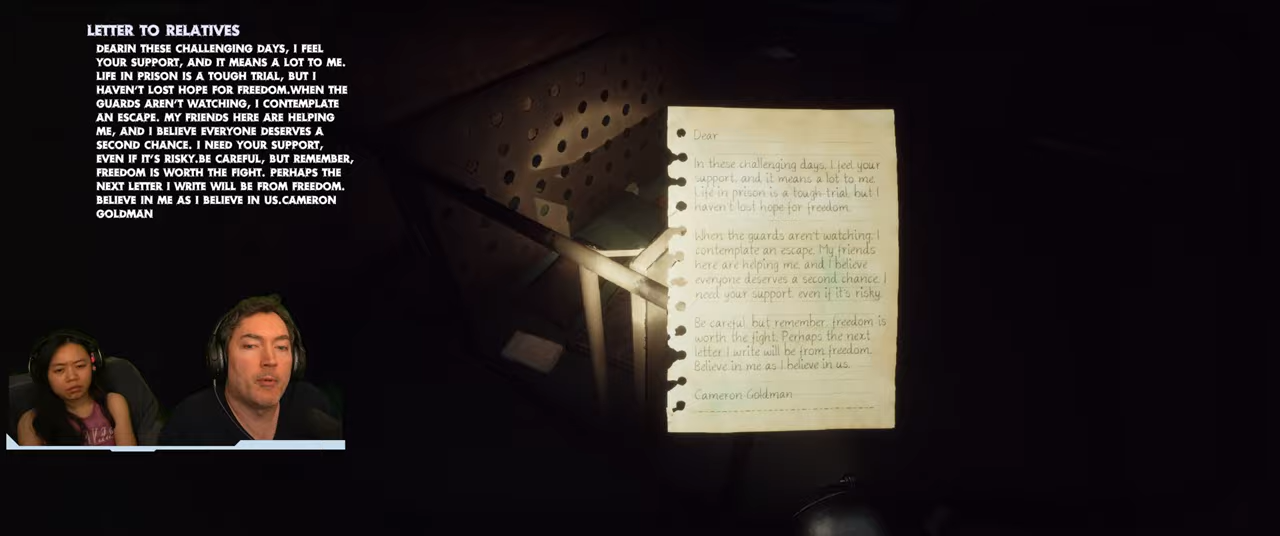 LETTER TO RELATIVES
DEARIN THESE CHALLENGING DAYS, I FEEL
YOUR SUPPORT, AND IT MEANS A LOT TO ME.
LIFE IN PRISON IS A TOUGH TRIAL, BUT I
HAVEN'T LOST HOPE FOR FREEDOM.WHEN THE
GUARDS AREN'T WATCHING, I CONTEMPLATE
AN ESCAPE. MY FRIENDS HERE ARE HELPING
ME, AND I BELIEVE EVERYONE DESERVES A
SECOND CHANCE. I NEED YOUR SUPPORT,
EVEN IF IT'S RISKY.BE CAREFUL, BUT REMEMBER,
FREEDOM IS WORTH THE FIGHT. PERHAPS THE
NEXT LETTER I WRITE WILL BE FROM FREEDOM.
BELIEVE IN ME AS I BELIEVE IN US.CAMERON
GOLDMAN
Dear
In these challenging days, I feel your
support, and it means a lot to me.
Life in prison is a tough trial, but I
haven't lost hope for freedom.
When the guards aren't watching, I
contemplate an escape. My friends
here are helping me, and I believe
everyone deserves a second chance. I
need your support, even if it's risky.
Be careful, but remember, freedom is
worth the fight. Perhaps the next
letter I write will be from freedom.
Believe in me as I believe in us.
Cameron Goldman